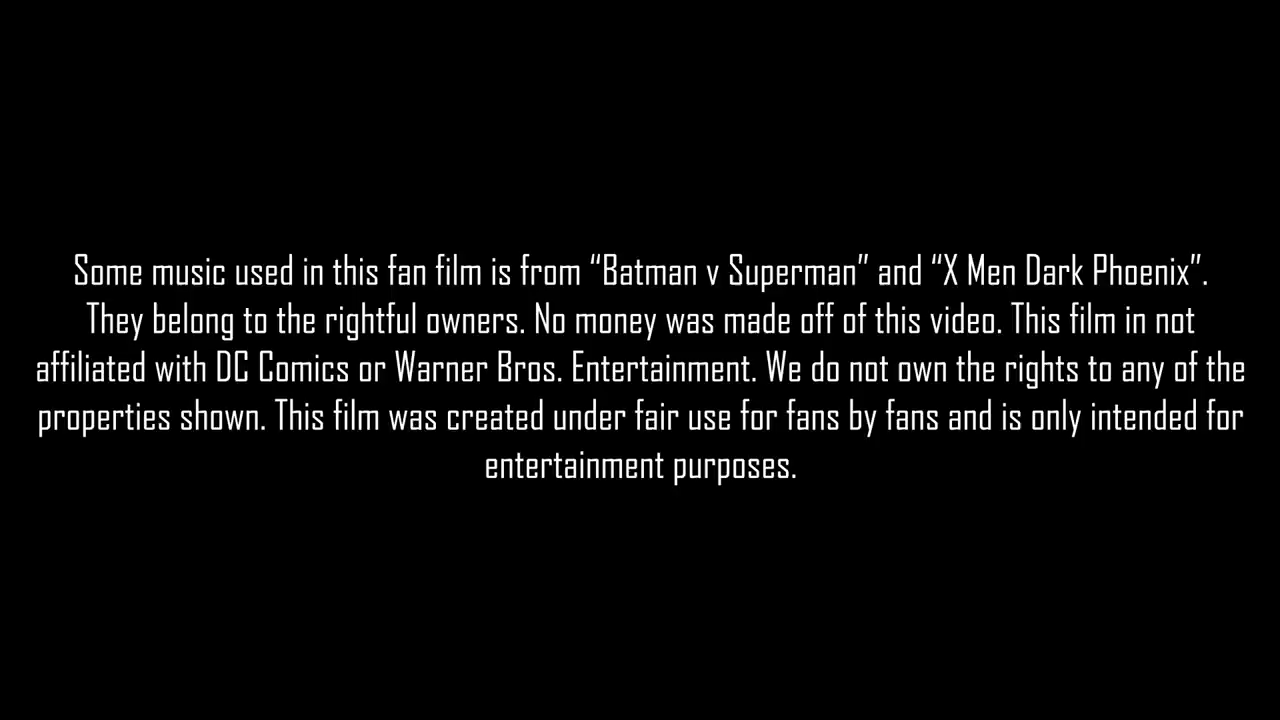 Some music used in this fan film is from “Batman v Superman” and “X Men Dark Phoenix”.
They belong to the rightful owners. No money was made off of this video. This film in not
affiliated with DC Comics or Warner Bros. Entertainment. We do not own the rights to any of the
properties shown. This film was created under fair use for fans by fans and is only intended for
entertainment purposes.